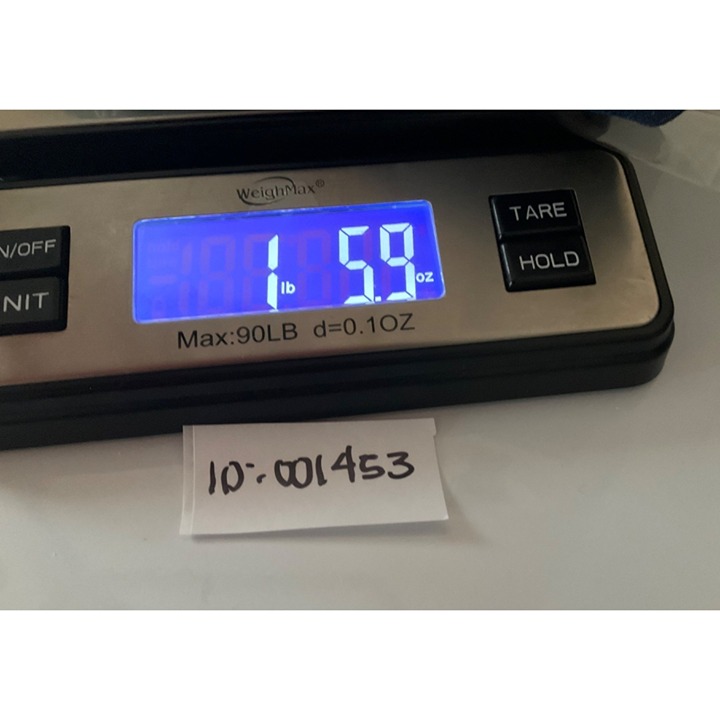 WeighMax®
N/OFF
NIT
1 lb 5.9 oz
TARE
HOLD
Max:90LB d=0.1OZ
ID:001453